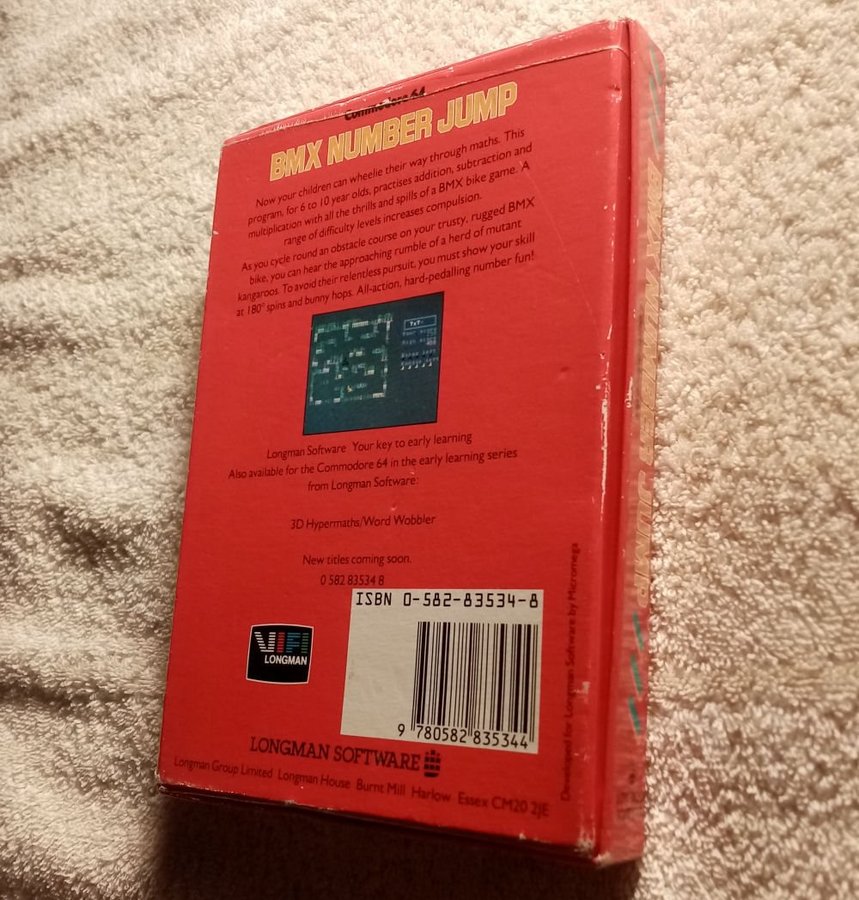 Commodore 64
BMX NUMBER JUMP
Now your children can wheelie their way through maths. This
program, for 6 to 10 year olds, practises addition, subtraction and
multiplication with all the thrills and spills of a BMX bike game. A
range of difficulty levels increases compulsion.
As you cycle round an obstacle course on your trusty, rugged BMX
bike, you can hear the approaching rumble of a herd of mutant
kangaroos. To avoid their relentless pursuit, you must show your skill
at 180° spins and bunny hops. All-action, hard-pedalling number fun!
Longman Software Your key to early learning
Also available for the Commodore 64 in the early learning series
from Longman Software:
3D Hypermaths/Word Wobbler
New titles coming soon.
0 582 83534 8
ISBN 0-582-83534-8
9 780582 835344
LONGMAN
LONGMAN SOFTWARE
Longman Group Limited Longman House Burnt Mill Harlow Essex CM20 2JE
Developed for Longman Software by Micromega
BMX NUMBER JUMP